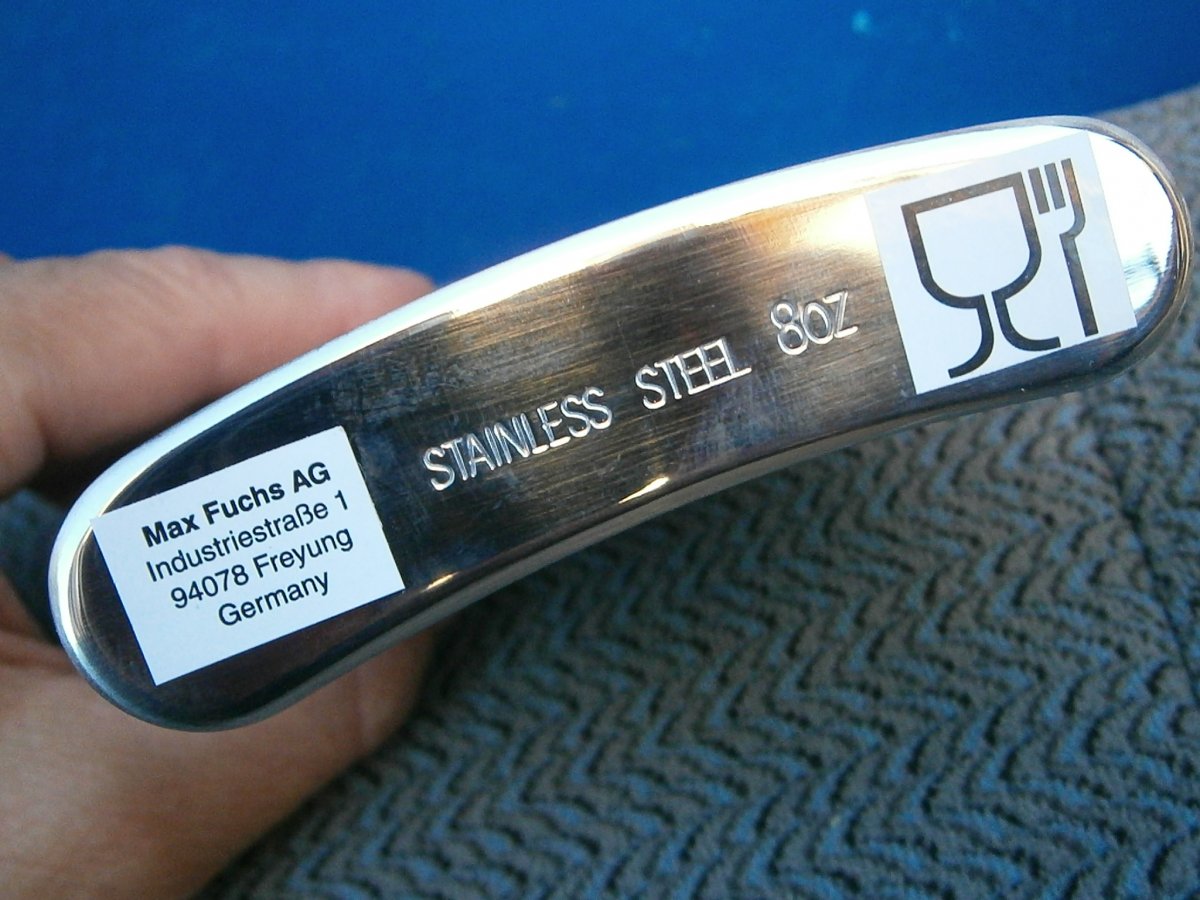 Max Fuchs AG
Industriestraße 1
94078 Freyung
Germany
STAINLESS STEEL 8oz